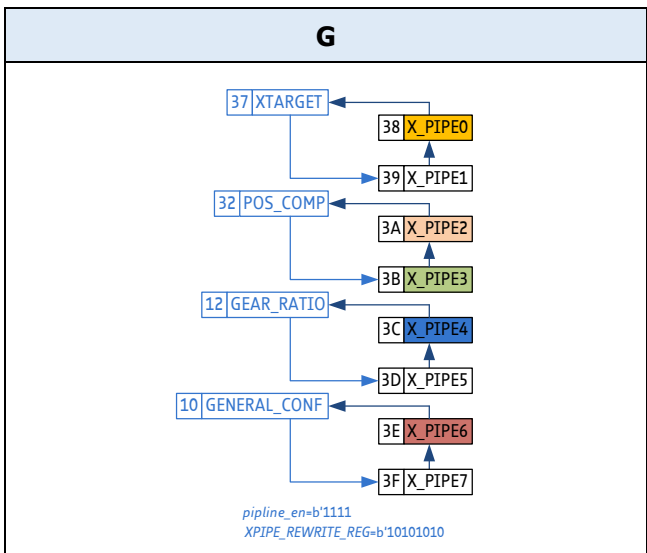 G
37 XTARGET
38 X_PIPE0
39 X_PIPE1
32 POS_COMP
3A X_PIPE2
3B X_PIPE3
12 GEAR_RATIO
3C X_PIPE4
3D X_PIPE5
10 GENERAL_CONF
3E X_PIPE6
3F X_PIPE7
pipline_en=b'1111
XPIPE_REWRITE_REG=b'10101010